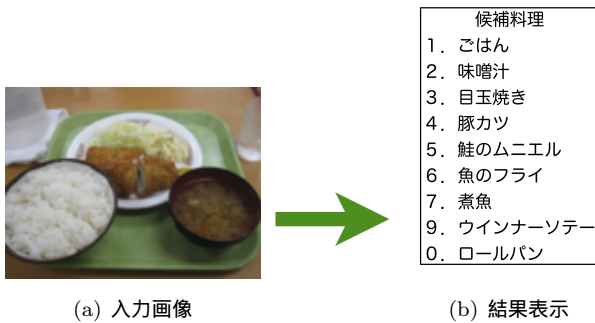 候補料理
1. ごはん
2. 味噌汁
3. 目玉焼き
4. 豚カツ
5. 鮭のムニエル
6. 魚のフライ
7. 煮魚
9. ウインナーソテー
0. ロールパン
(a) 入力画像
(b) 結果表示